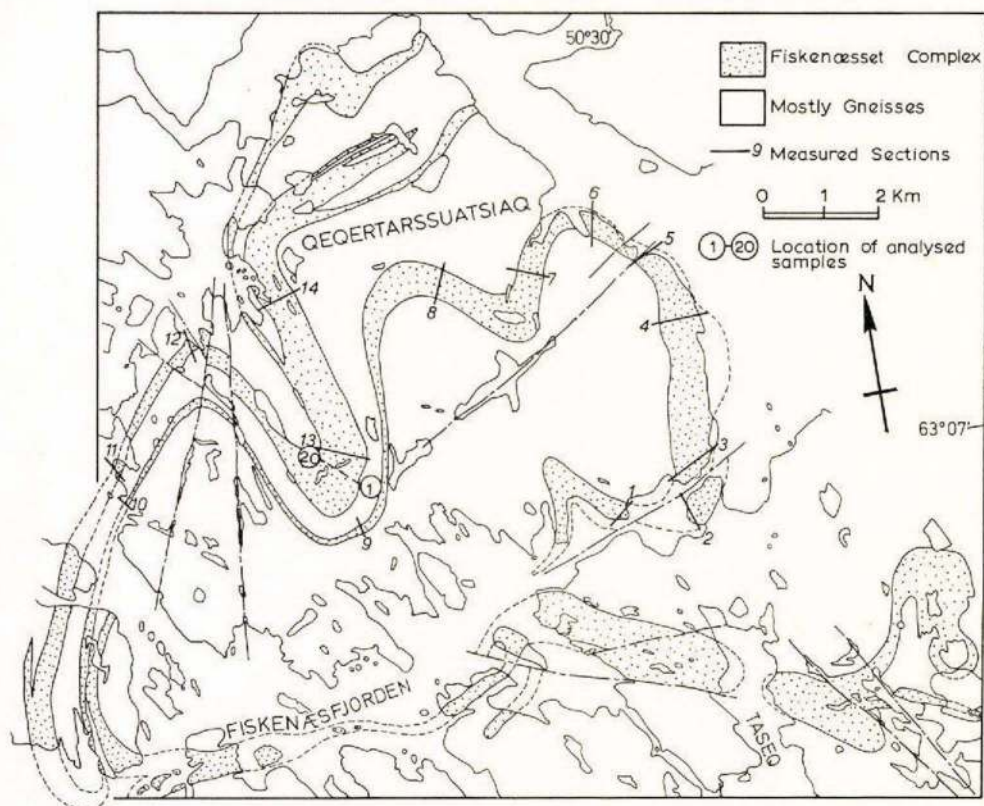 50°30'
Fiskenæsset Complex
Mostly Gneisses
9 Measured Sections
0 1 2 Km
1-20 Location of analysed
samples
N
63°07'
QEQERTARSSUATSIAQ
6
5
7
8
4
14
12
13
20
1
3
11
10
9
1
2
FISKENÆSFJORDEN
TASEQ